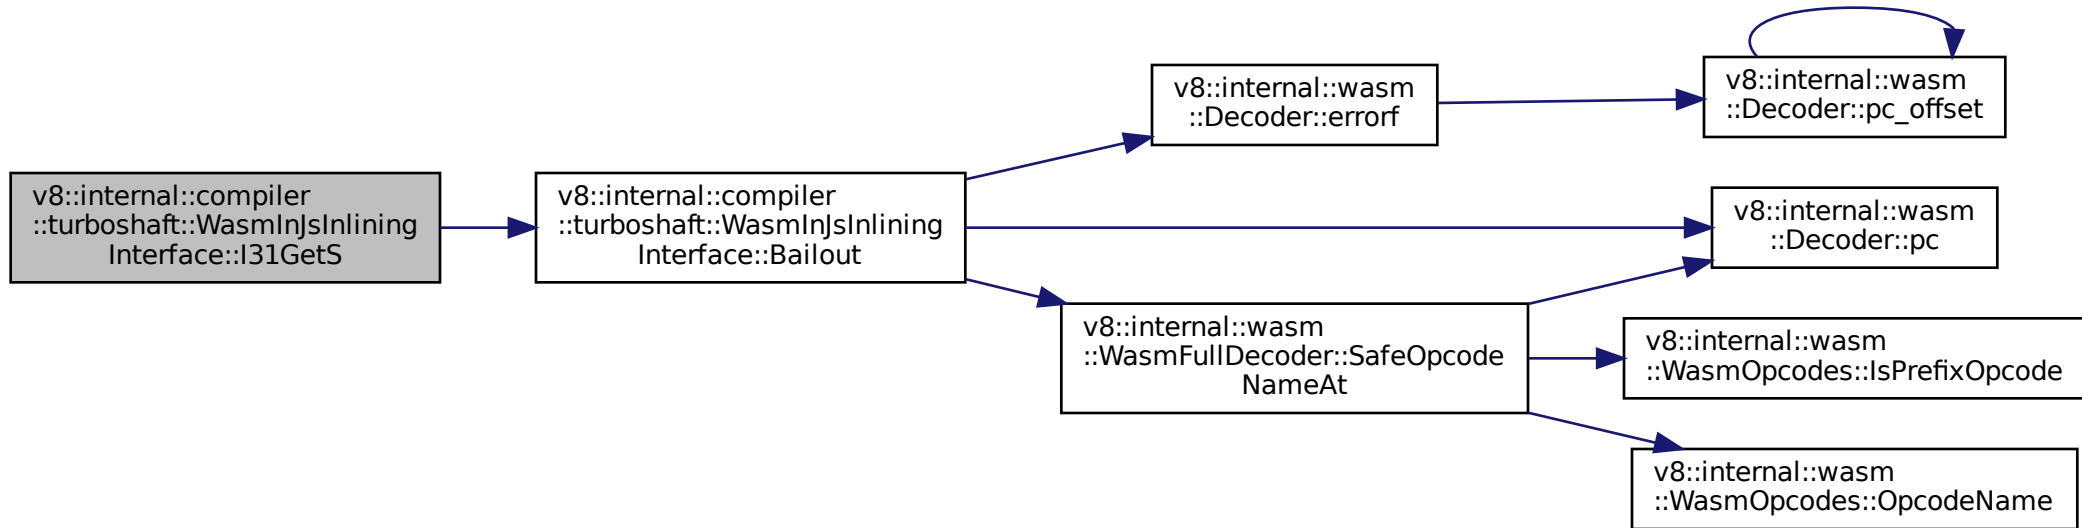 v8::internal::compiler
::turboshaft::WasmInJsInlining
Interface::I31GetS
v8::internal::compiler
::turboshaft::WasmInJsInlining
Interface::Bailout
v8::internal::wasm
::Decoder::errorf
v8::internal::wasm
::Decoder::pc_offset
v8::internal::wasm
::Decoder::pc
v8::internal::wasm
::WasmFullDecoder::SafeOpcode
NameAt
v8::internal::wasm
::WasmOpcodes::IsPrefixOpcode
v8::internal::wasm
::WasmOpcodes::OpcodeName